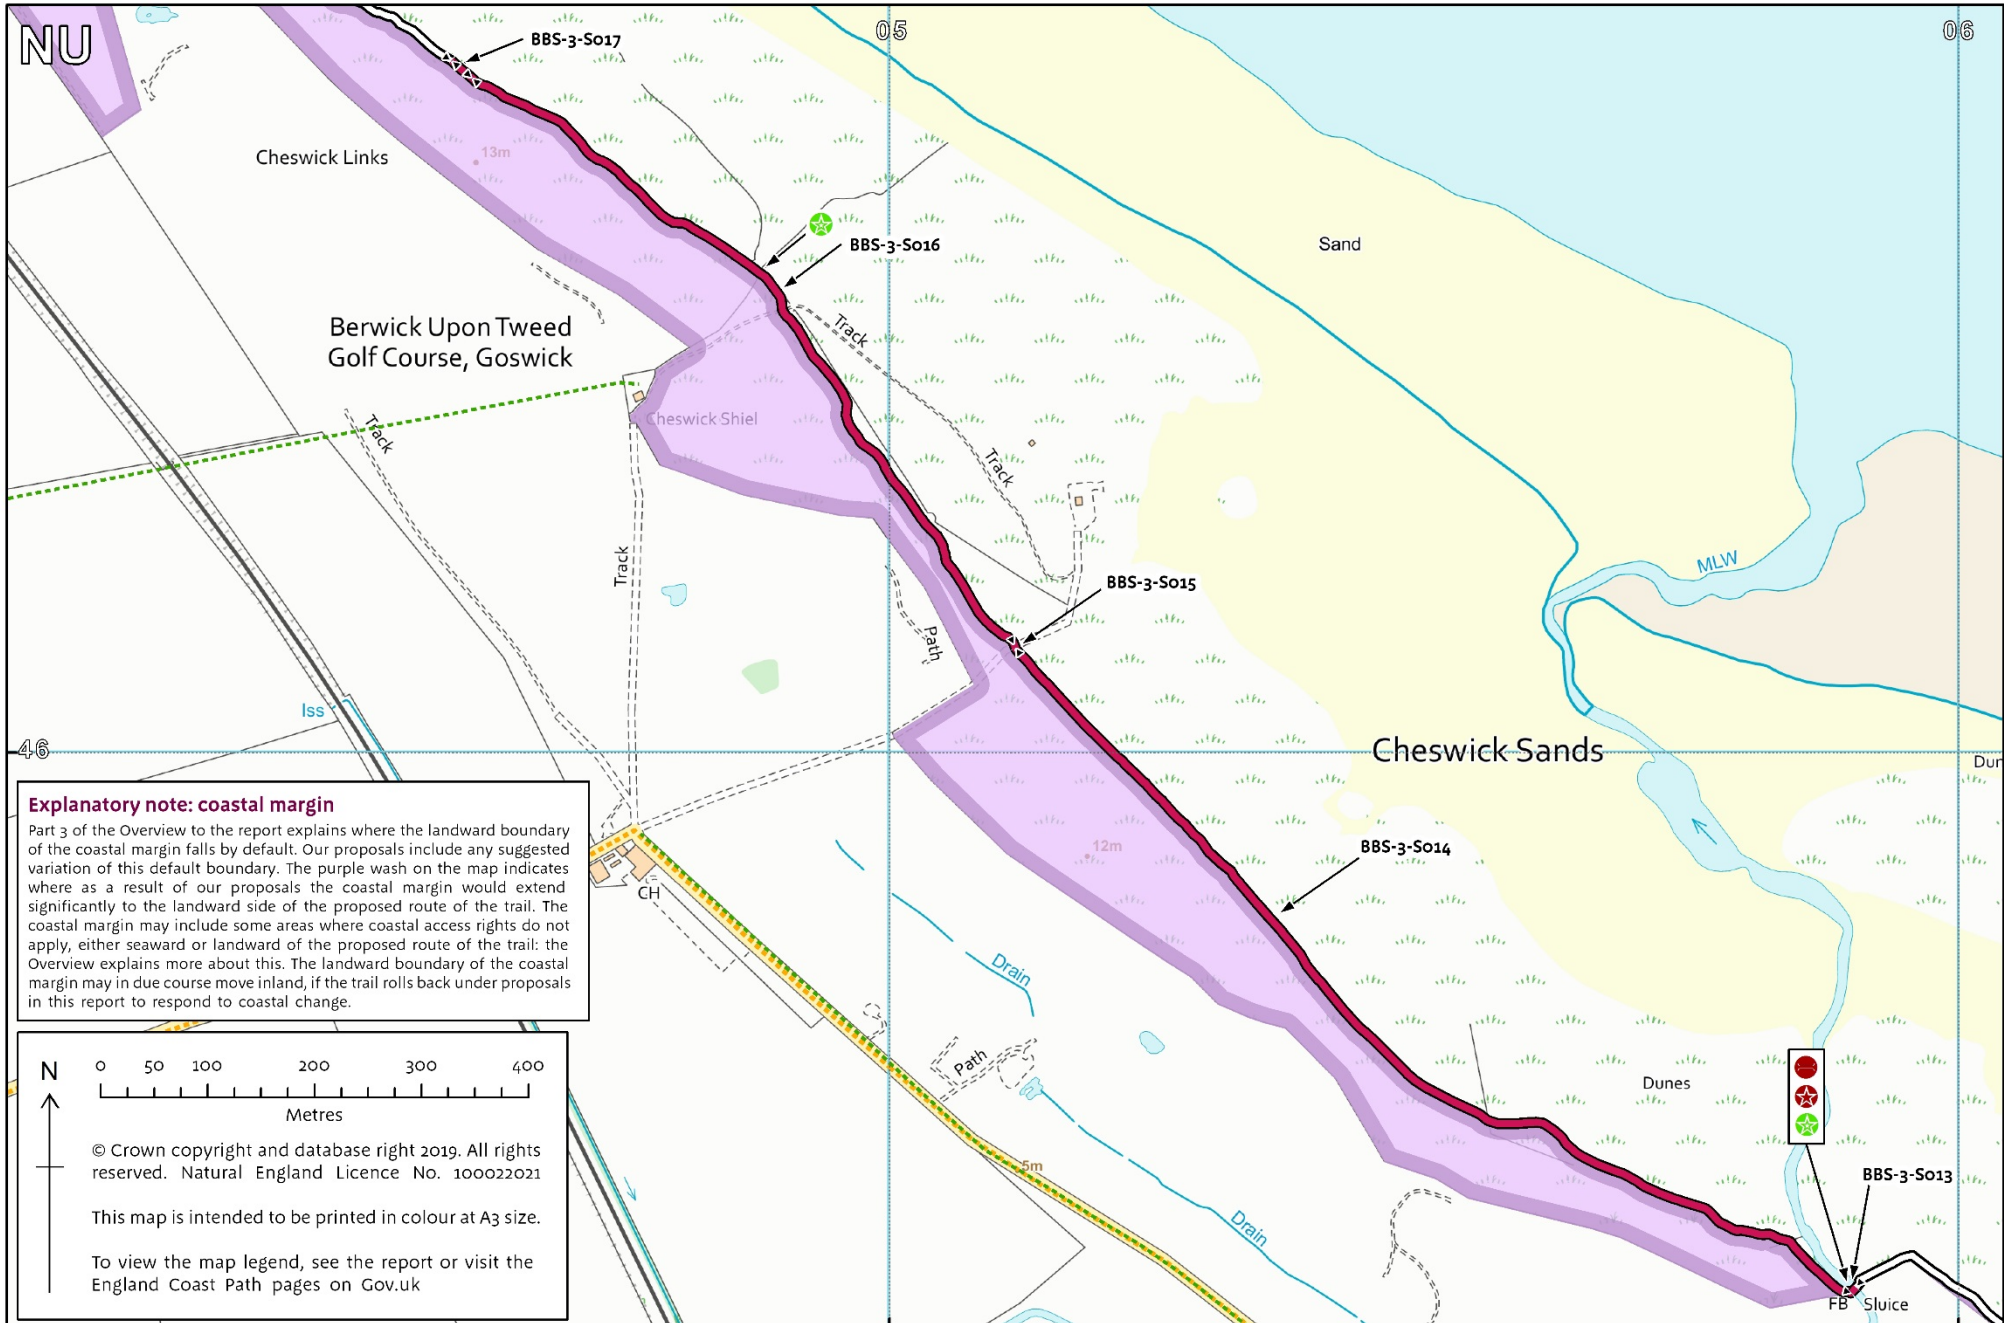 NU
05
06
BBS-3-S017
Cheswick Links
13m
BBS-3-S016
Sand
Track
Berwick Upon Tweed
Golf Course, Goswick
Track
Cheswick Shiel
Track
Track
MLW
BBS-3-S015
Path
Iss
46
Cheswick Sands
Dun
Explanatory note: coastal margin
Part 3 of the Overview to the report explains where the landward boundary
of the coastal margin falls by default. Our proposals include any suggested
variation of this default boundary. The purple wash on the map indicates
where as a result of our proposals the coastal margin would extend
significantly to the landward side of the proposed route of the trail. The
coastal margin may include some areas where coastal access rights do not
apply, either seaward or landward of the proposed route of the trail: the
Overview explains more about this. The landward boundary of the coastal
margin may in due course move inland, if the trail rolls back under proposals
in this report to respond to coastal change.
12m
BBS-3-S014
CH
Drain
N
0 50 100 200 300 400
Metres
Path
Dunes
© Crown copyright and database right 2019. All rights
reserved. Natural England Licence No. 100022021
5m
BBS-3-S013
This map is intended to be printed in colour at A3 size.
Drain
To view the map legend, see the report or visit the
England Coast Path pages on Gov.uk
FB Sluice